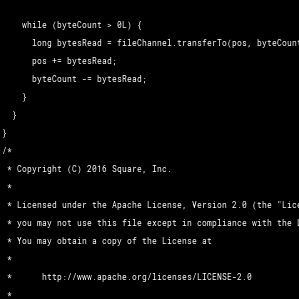 while (byteCount > 0L) {
long bytesRead = fileChannel.transferTo(pos, byteCount
pos += bytesRead;
byteCount -= bytesRead;
}
}
}
/*
* Copyright (C) 2016 Square, Inc.
*
* Licensed under the Apache License, Version 2.0 (the "Lice
* you may not use this file except in compliance with the L
* You may obtain a copy of the License at
*
* http://www.apache.org/licenses/LICENSE-2.0
*